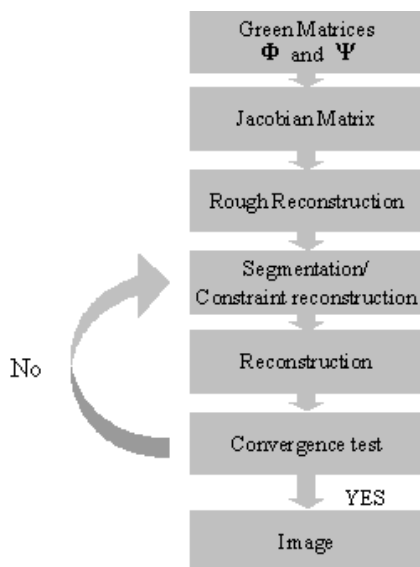 Green Matrices
Φ and Ψ
Jacobian Matrix
Rough Reconstruction
Segmentation/
Constraint reconstruction
Reconstruction
No
Convergence test
YES
Image